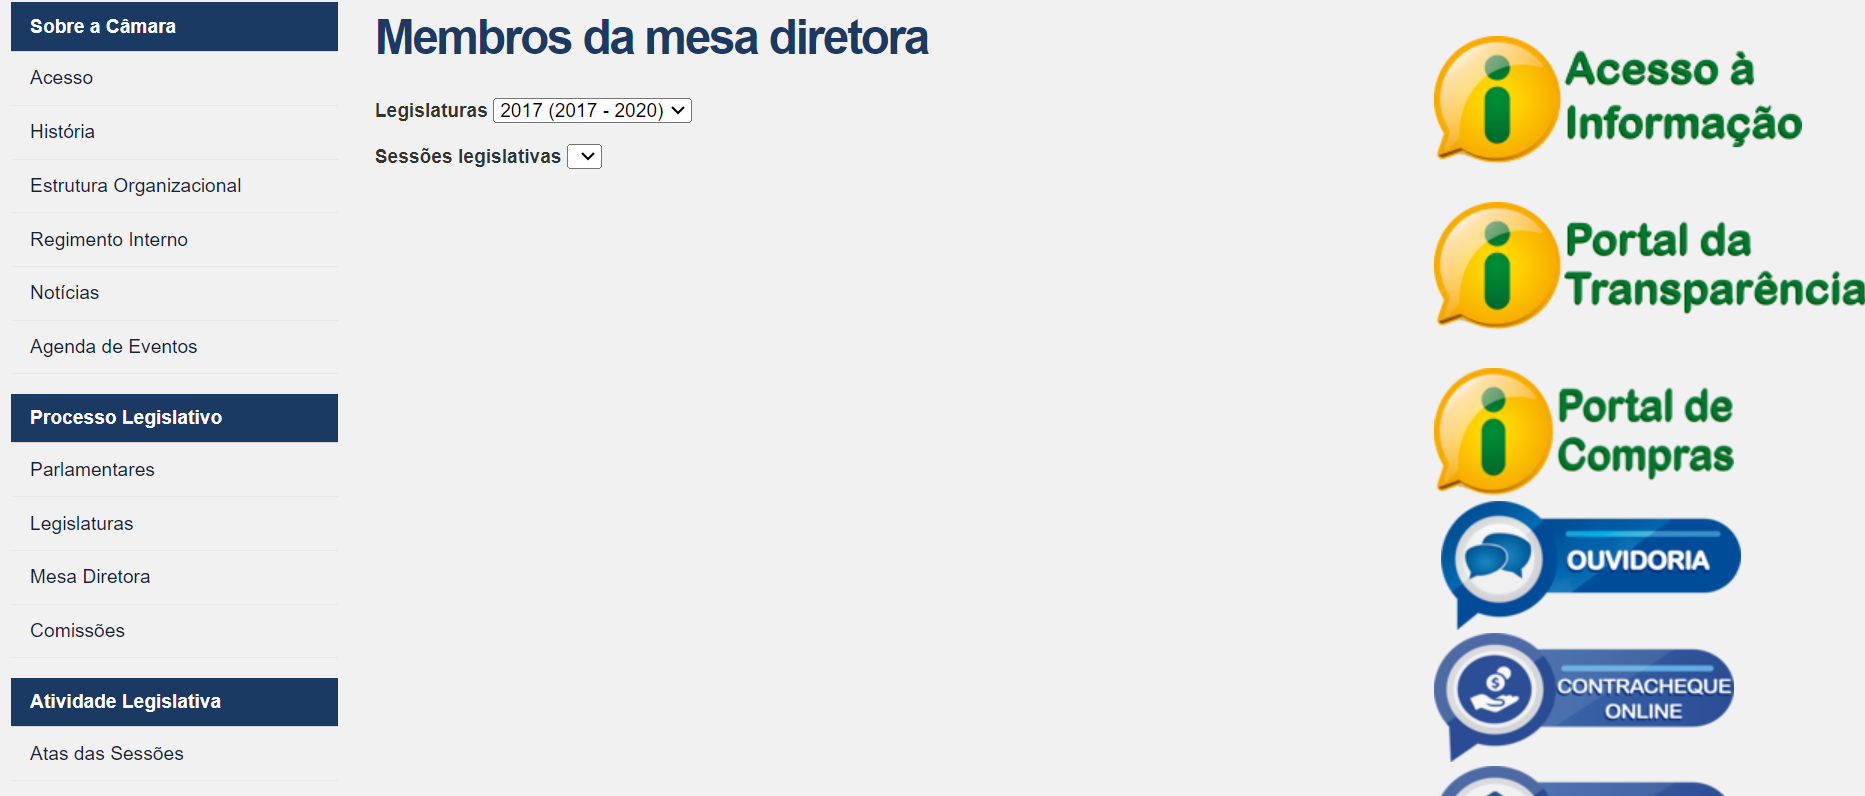 Sobre a Câmara
Acesso
História
Estrutura Organizacional
Regimento Interno
Notícias
Agenda de Eventos
Processo Legislativo
Parlamentares
Legislaturas
Mesa Diretora
Comissões
Atividade Legislativa
Atas das Sessões
Membros da mesa diretora
Legislaturas 2017 (2017 - 2020)
Sessões legislativas
Acesso à
Informação
Portal da
Transparência
Portal de
Compras
OUVIDORIA
CONTRACHEQUE
ONLINE